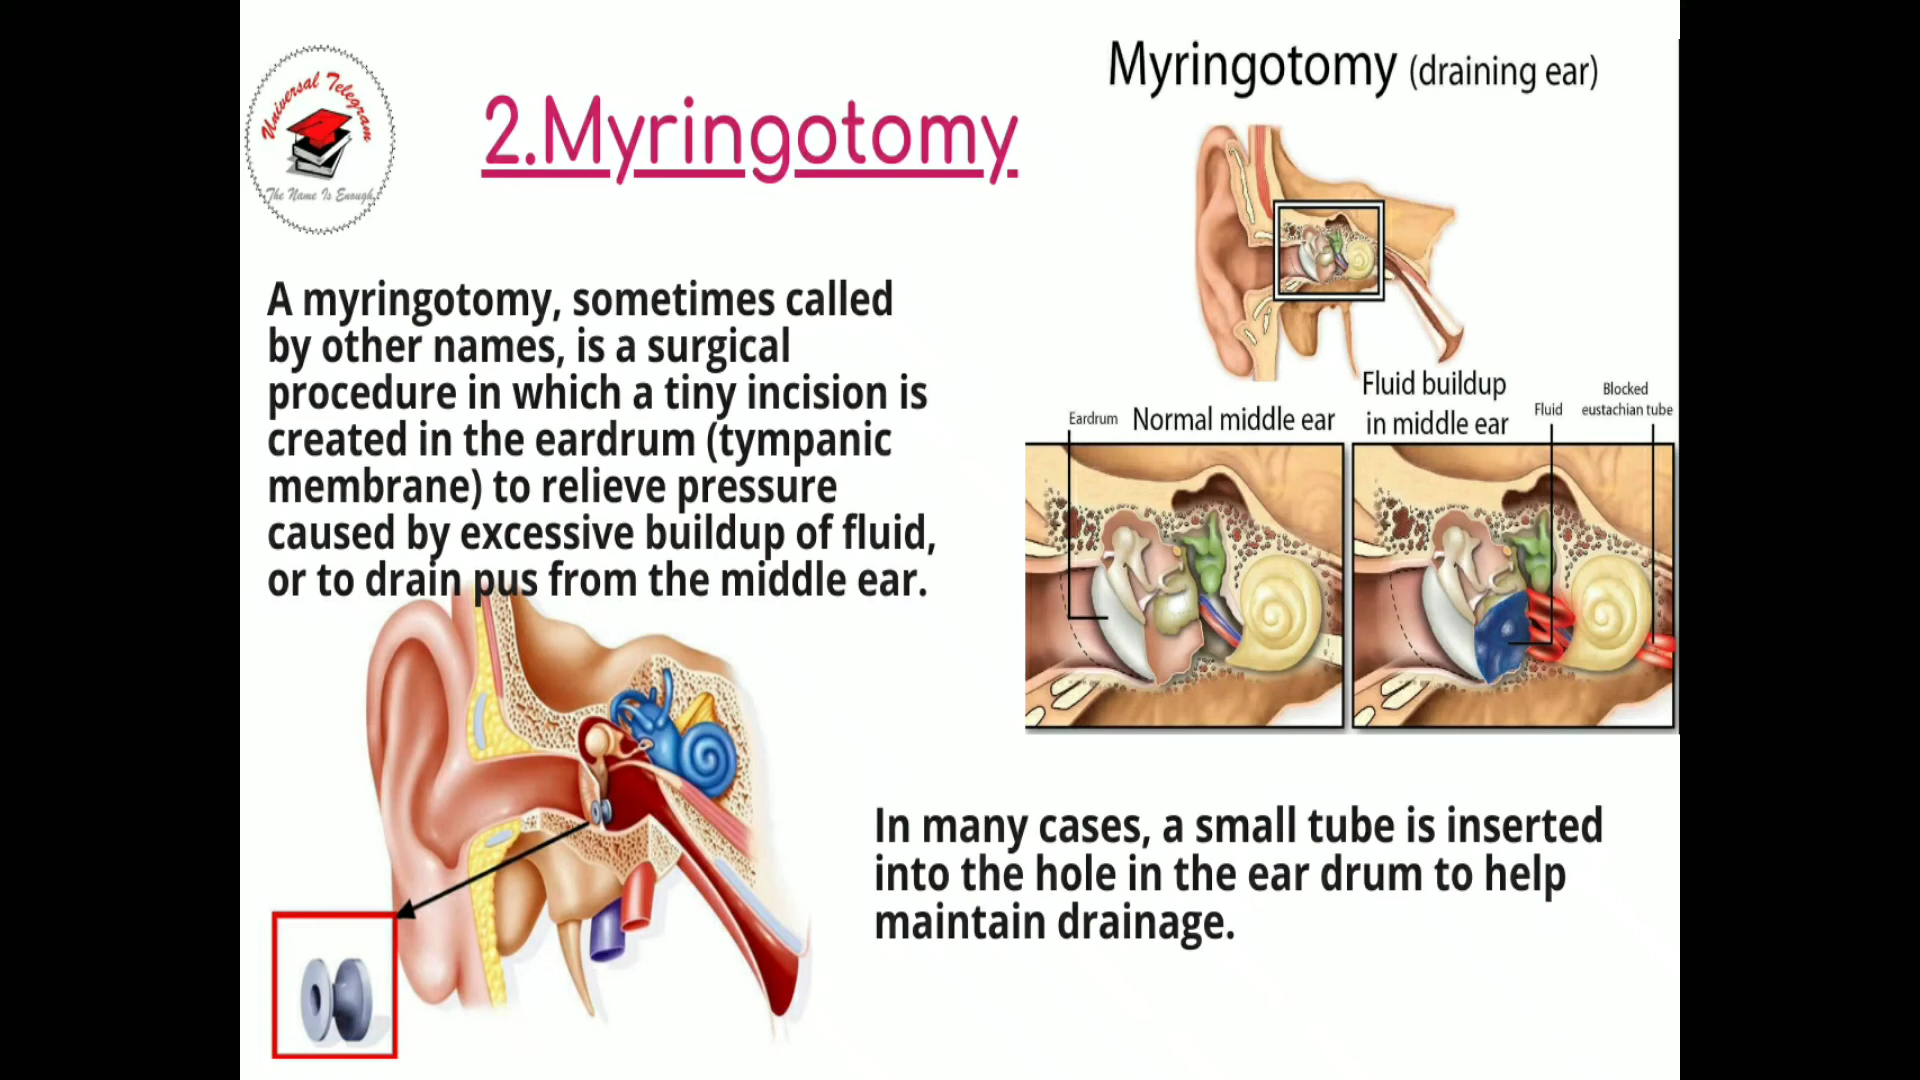 Universal Telegram
The Name Is Enough
2.Myringotomy
A myringotomy, sometimes called
by other names, is a surgical
procedure in which a tiny incision is
created in the eardrum (tympanic
membrane) to relieve pressure
caused by excessive buildup of fluid,
or to drain pus from the middle ear.
Myringotomy (draining ear)
Eardrum
Normal middle ear
Fluid buildup
in middle ear
Fluid
Blocked
eustachian tube
In many cases, a small tube is inserted
into the hole in the ear drum to help
maintain drainage.